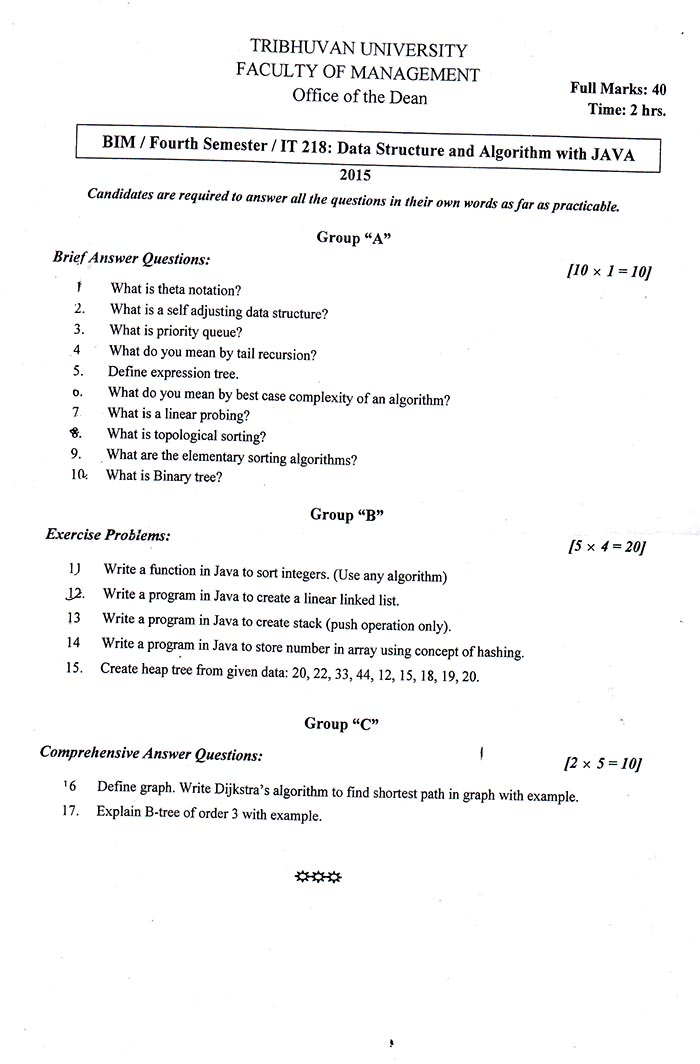 TRIBHUVAN UNIVERSITY
FACULTY OF MANAGEMENT
Office of the Dean
Full Marks: 40
Time: 2 hrs.
BIM / Fourth Semester / IT 218: Data Structure and Algorithm with JAVA
2015
Candidates are required to answer all the questions in their own words as far as practicable.
Group “A”
Brief Answer Questions:
[10 × 1 = 10]
1 What is theta notation?
2. What is a self adjusting data structure?
3. What is priority queue?
4 What do you mean by tail recursion?
5. Define expression tree.
6. What do you mean by best case complexity of an algorithm?
7 What is a linear probing?
8. What is topological sorting?
9. What are the elementary sorting algorithms?
10. What is Binary tree?
Group “B”
Exercise Problems:
[5 × 4 = 20]
11 Write a function in Java to sort integers. (Use any algorithm)
12. Write a program in Java to create a linear linked list.
13 Write a program in Java to create stack (push operation only).
14 Write a program in Java to store number in array using concept of hashing.
15. Create heap tree from given data: 20, 22, 33, 44, 12, 15, 18, 19, 20.
Group “C”
Comprehensive Answer Questions:
[2 × 5 = 10]
16 Define graph. Write Dijkstra’s algorithm to find shortest path in graph with example.
17. Explain B-tree of order 3 with example.